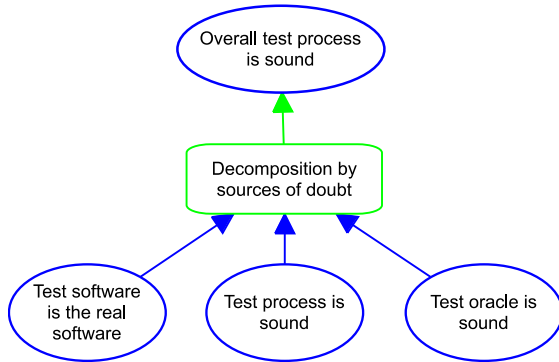 Overall test process
is sound
Decomposition by
sources of doubt
Test software
is the real
software
Test process is
sound
Test oracle is
sound